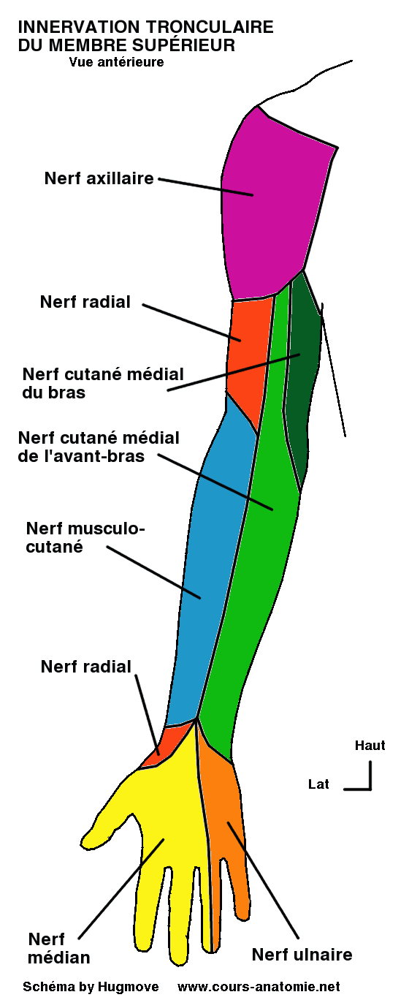 INNERVATION TRONCULAIRE
DU MEMBRE SUPÉRIEUR
Vue antérieure
Nerf axillaire
Nerf radial
Nerf cutané médial
du bras
Nerf cutané médial
de l'avant-bras
Nerf musculo-
cutané
Nerf radial
Haut
Lat
Nerf
médian
Nerf ulnaire
Schéma by Hugmove www.cours-anatomie.net